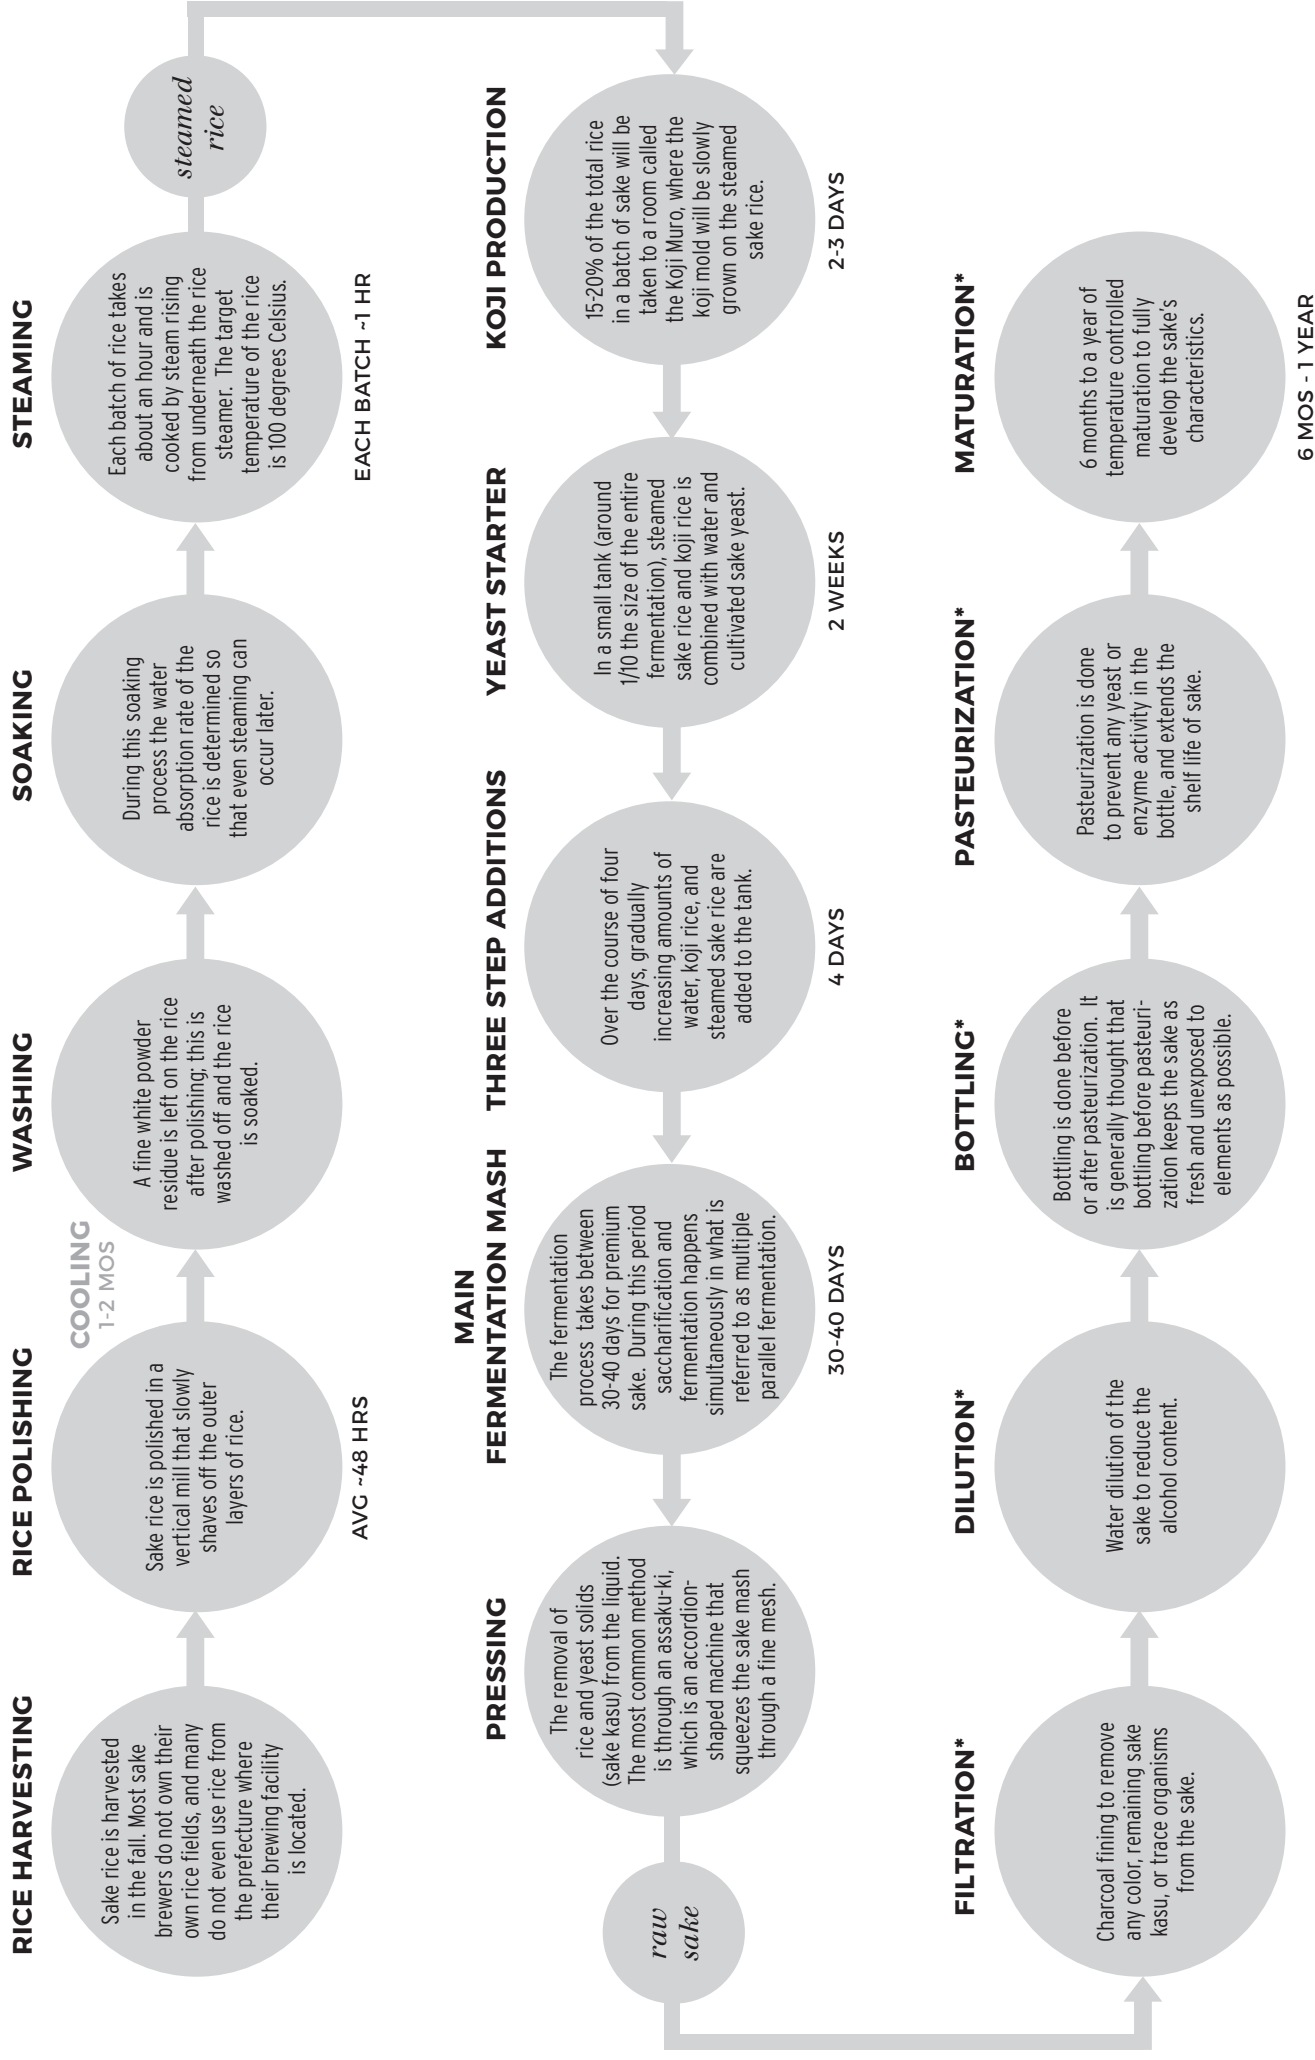 RICE HARVESTING
Sake rice is harvested
in the fall. Most sake
brewers do not own their
own rice fields, and many
do not even use rice from
the prefecture where
their brewing facility
is located.
RICE POLISHING
Sake rice is polished in a
vertical mill that slowly
shaves off the outer
layers of rice.
AVG ~48 HRS
COOLING
1-2 MOS
WASHING
A fine white powder
residue is left on the rice
after polishing; this is
washed off and the rice
is soaked.
SOAKING
During this soaking
process the water
absorption rate of the
rice is determined so
that even steaming can
occur later.
STEAMING
Each batch of rice takes
about an hour and is
cooked by steam rising
from underneath the rice
steamer. The target
temperature of the rice
is 100 degrees Celsius.
EACH BATCH ~1 HR
steamed
rice
KOJI PRODUCTION
15-20% of the total rice
in a batch of sake will be
taken to a room called
the Koji Muro, where the
koji mold will be slowly
grown on the steamed
sake rice.
2-3 DAYS
YEAST STARTER
In a small tank (around
1/10 the size of the entire
fermentation), steamed
sake rice and koji rice is
combined with water and
cultivated sake yeast.
2 WEEKS
THREE STEP ADDITIONS
Over the course of four
days, gradually
increasing amounts of
water, koji rice, and
steamed sake rice are
added to the tank.
4 DAYS
MAIN
FERMENTATION MASH
The fermentation
process takes between
30-40 days for premium
sake. During this period
saccharification and
fermentation happens
simultaneously in what is
referred to as multiple
parallel fermentation.
30-40 DAYS
PRESSING
The removal of
rice and yeast solids
(sake kasu) from the liquid.
The most common method
is through an assaku-ki,
which is an accordion-
shaped machine that
squeezes the sake mash
through a fine mesh.
raw
sake
FILTRATION*
Charcoal fining to remove
any color, remaining sake
kasu, or trace organisms
from the sake.
DILUTION*
Water dilution of the
sake to reduce the
alcohol content.
BOTTLING*
Bottling is done before
or after pasteurization. It
is generally thought that
bottling before pasteuri-
zation keeps the sake as
fresh and unexposed to
elements as possible.
PASTEURIZATION*
Pasteurization is done
to prevent any yeast or
enzyme activity in the
bottle, and extends the
shelf life of sake.
MATURATION*
6 months to a year of
temperature controlled
maturation to fully
develop the sake's
characteristics.
6 MOS - 1 YEAR